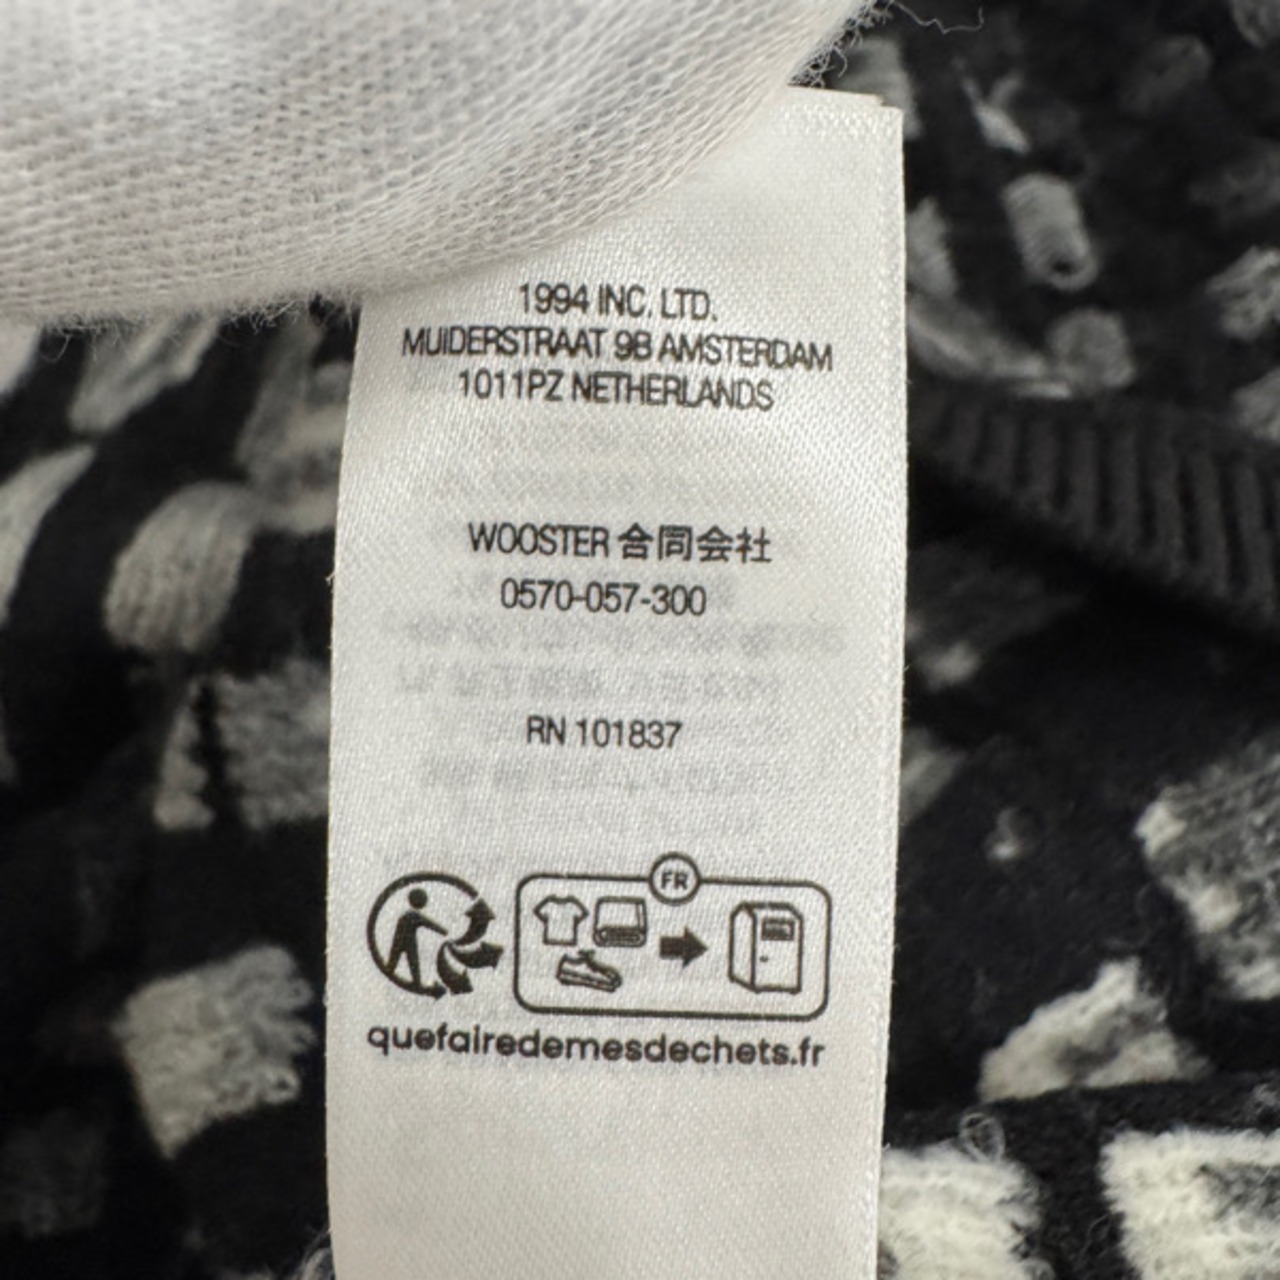 1994 INC. LTD.
MUIDERSTRAAT 9B AMSTERDAM
1011PZ NETHERLANDS
WOOSTER 合同会社
0570-057-300
RN 101837
FR
quefairedemesdechets.fr